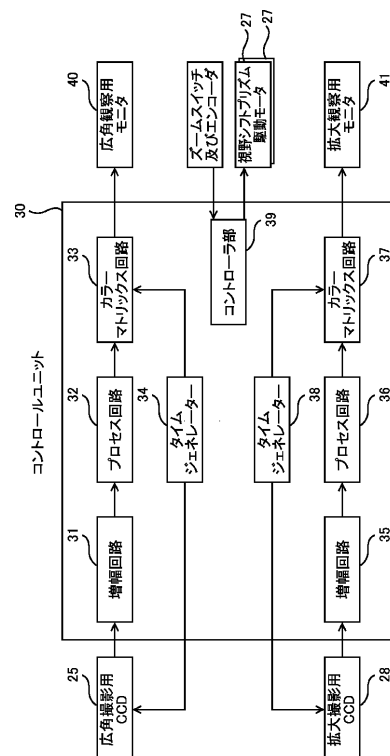 コントロールユニット
30
25
広角撮影用
CCD
31
増幅回路
32
プロセス回路
33
カラー
マトリックス回路
40
広角観察用
モニタ
34
タイム
ジェネレーター
ズームスイッチ
及びエンコーダ
コントローラ部
39
視野シフトプリズム
駆動モータ
27
27
タイム
ジェネレーター
38
拡大撮影用
CCD
28
増幅回路
35
プロセス回路
36
カラー
マトリックス回路
37
拡大観察用
モニタ
41